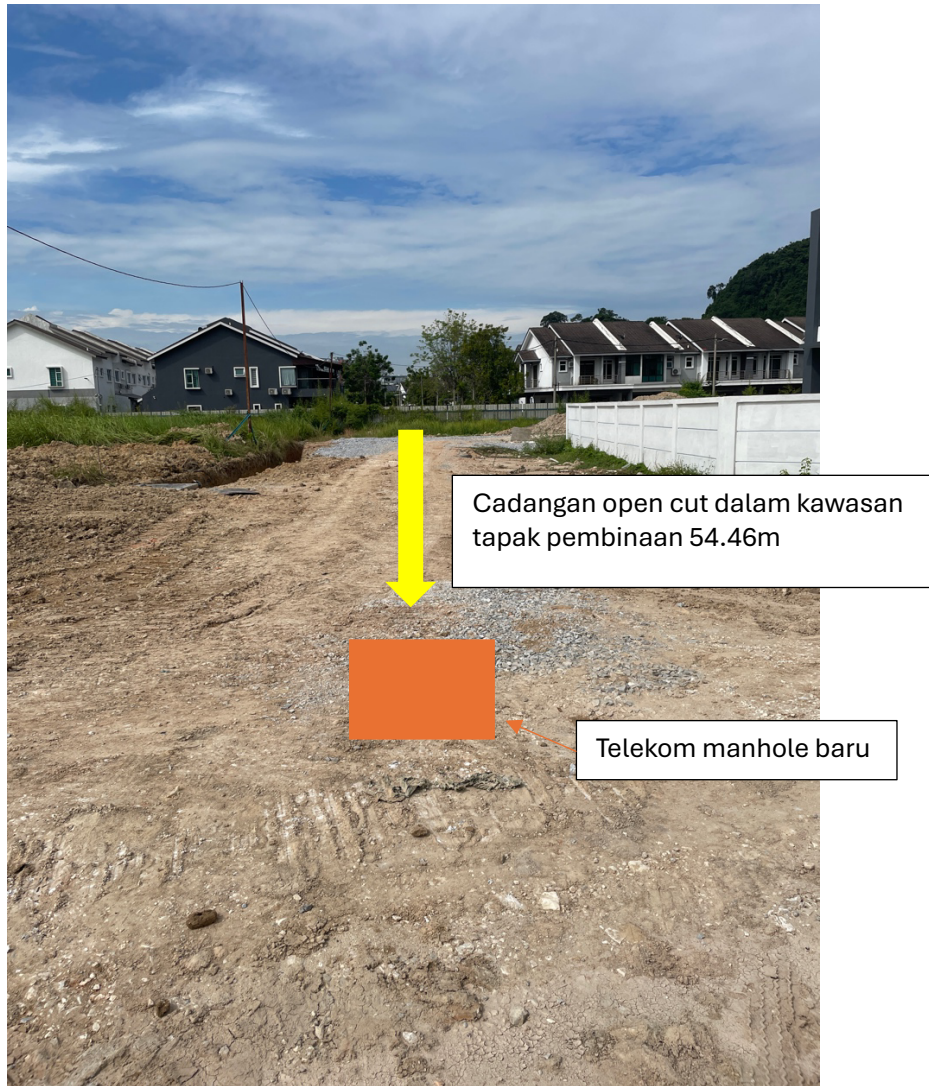 Cadangan open cut dalam kawasan
tapak pembinaan 54.46m
Telekom manhole baru